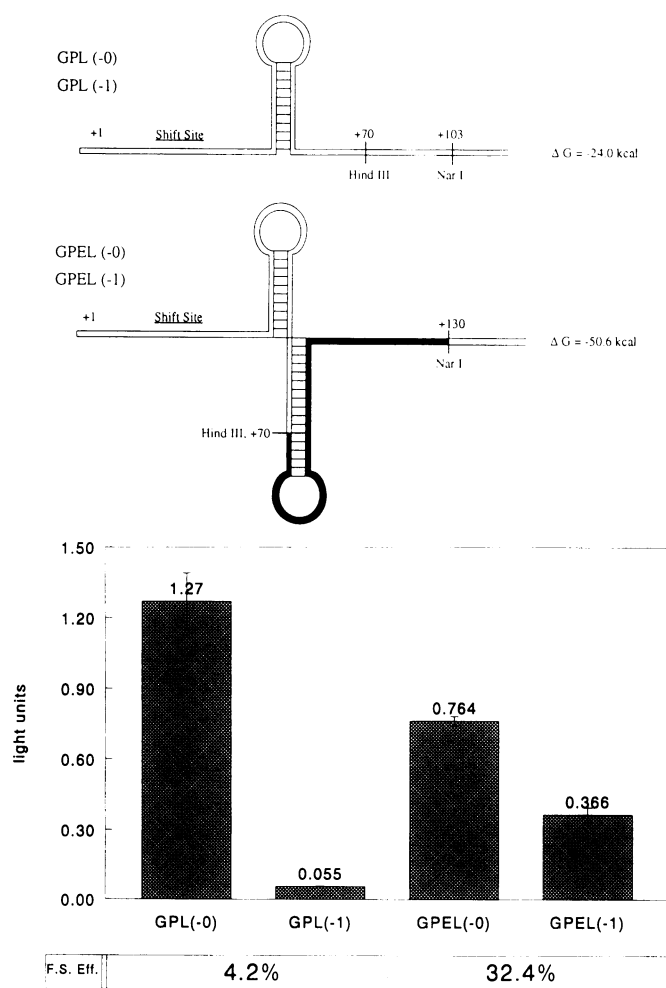 GPL (-0)
GPL (-1)
+1 Shift Site +70 +103
Hind III Nar I
Δ G = -24.0 kcal
GPEL (-0)
GPEL (-1)
+1 Shift Site +130
Nar I
Δ G = -50.6 kcal
Hind III, +70
light units
1.50
1.20
0.90
0.60
0.30
0.00
1.27
0.055
0.764
0.366
GPL(-0) GPL(-1) GPEL(-0) GPEL(-1)
F.S. Eff. 4.2% 32.4%